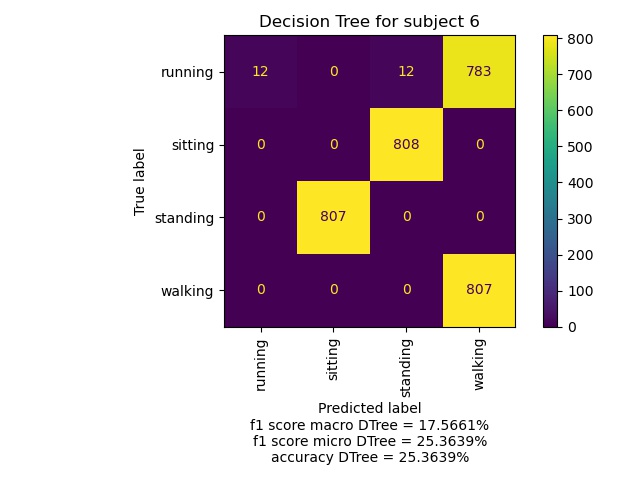 Decision Tree for subject 6
running 12 0 12 783
sitting 0 0 808 0
standing 0 807 0 0
walking 0 0 0 807
running sitting standing walking
True label
Predicted label
f1 score macro DTree = 17.5661%
f1 score micro DTree = 25.3639%
accuracy DTree = 25.3639%
800
700
600
500
400
300
200
100
0